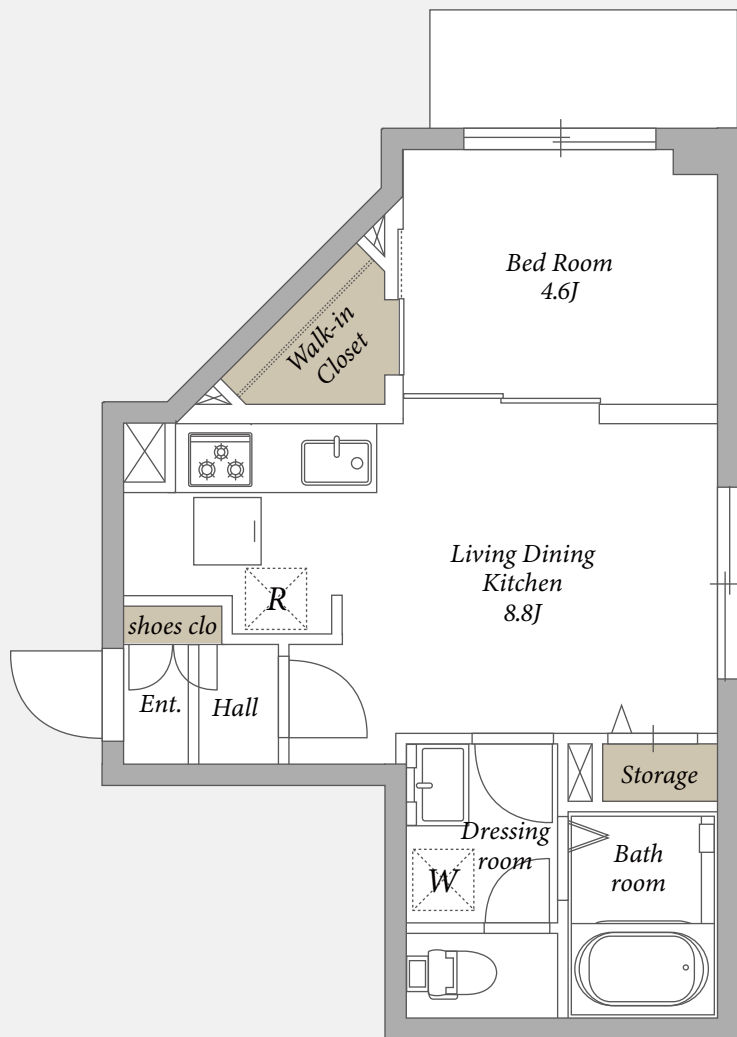 Bed Room
4.6J
Walk-in
Closet
Living Dining
Kitchen
8.8J
R
shoes clo
Ent.
Hall
Storage
Dressing
room
Bath
room
W